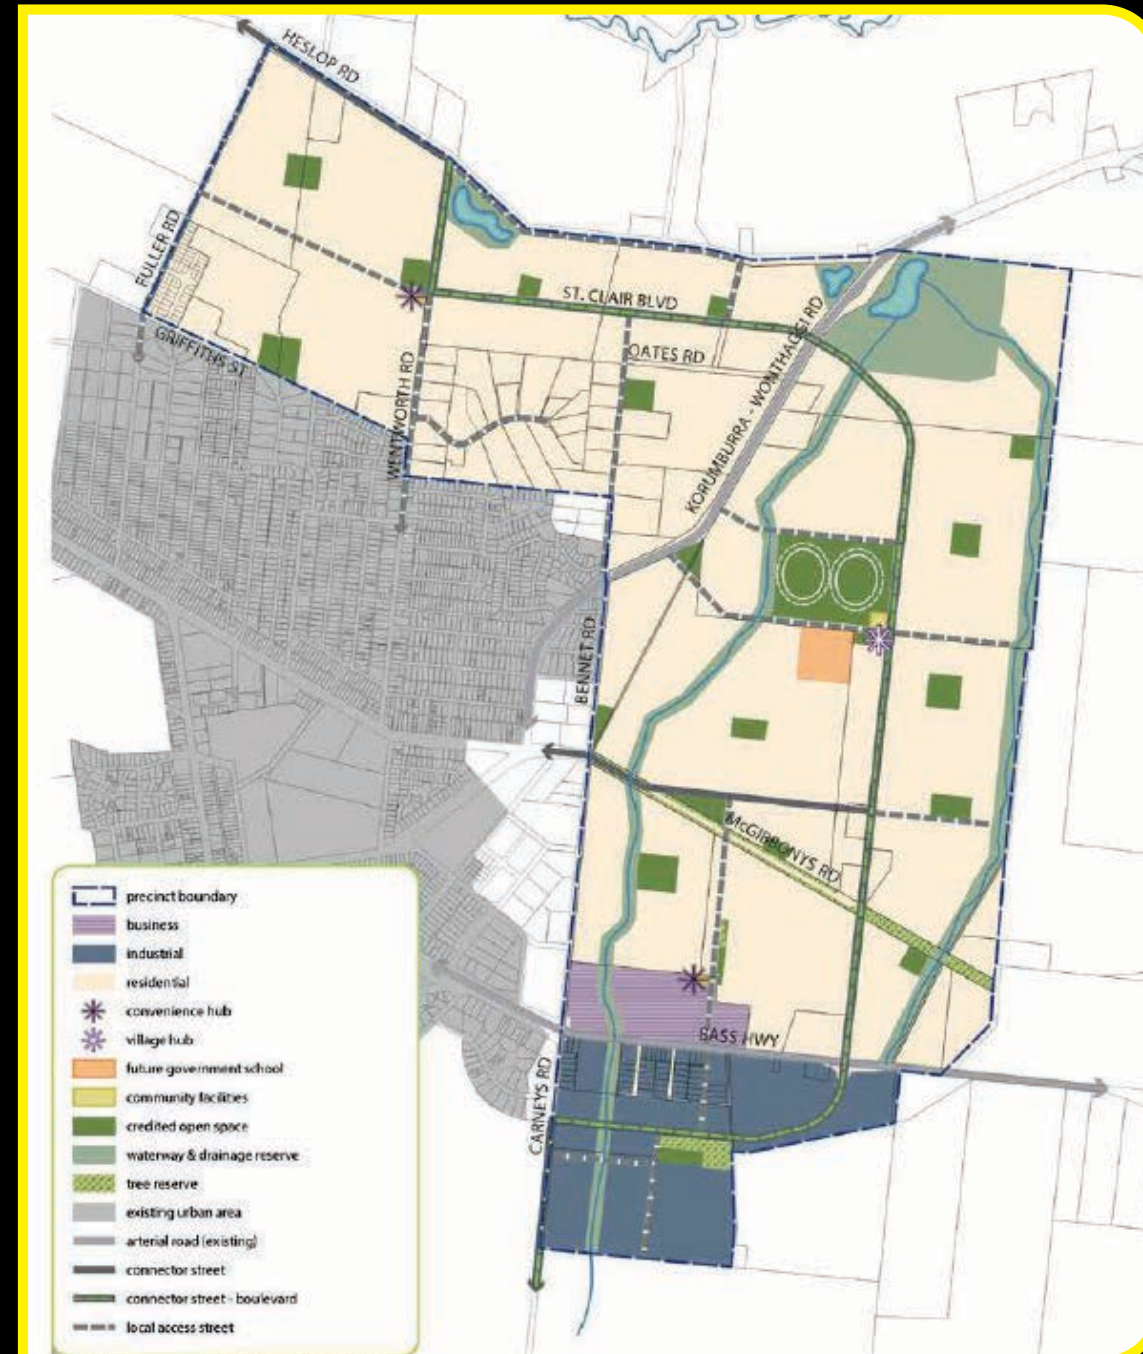 HESLOP RD
FULLER RD
GRIFFITHS ST
ST. CLAIR BLVD
OATES RD
WENTWORTH RD
KORUMBURRA - WONTHAGGI RD
BENNET RD
McGIBBONYS RD
BASS HWY
CARNEYS RD
precinct boundary
business
industrial
residential
convenience hub
village hub
future government school
community facilities
credited open space
waterway & drainage reserve
tree reserve
existing urban area
arterial road (existing)
connector street
connector street - boulevard
local access street